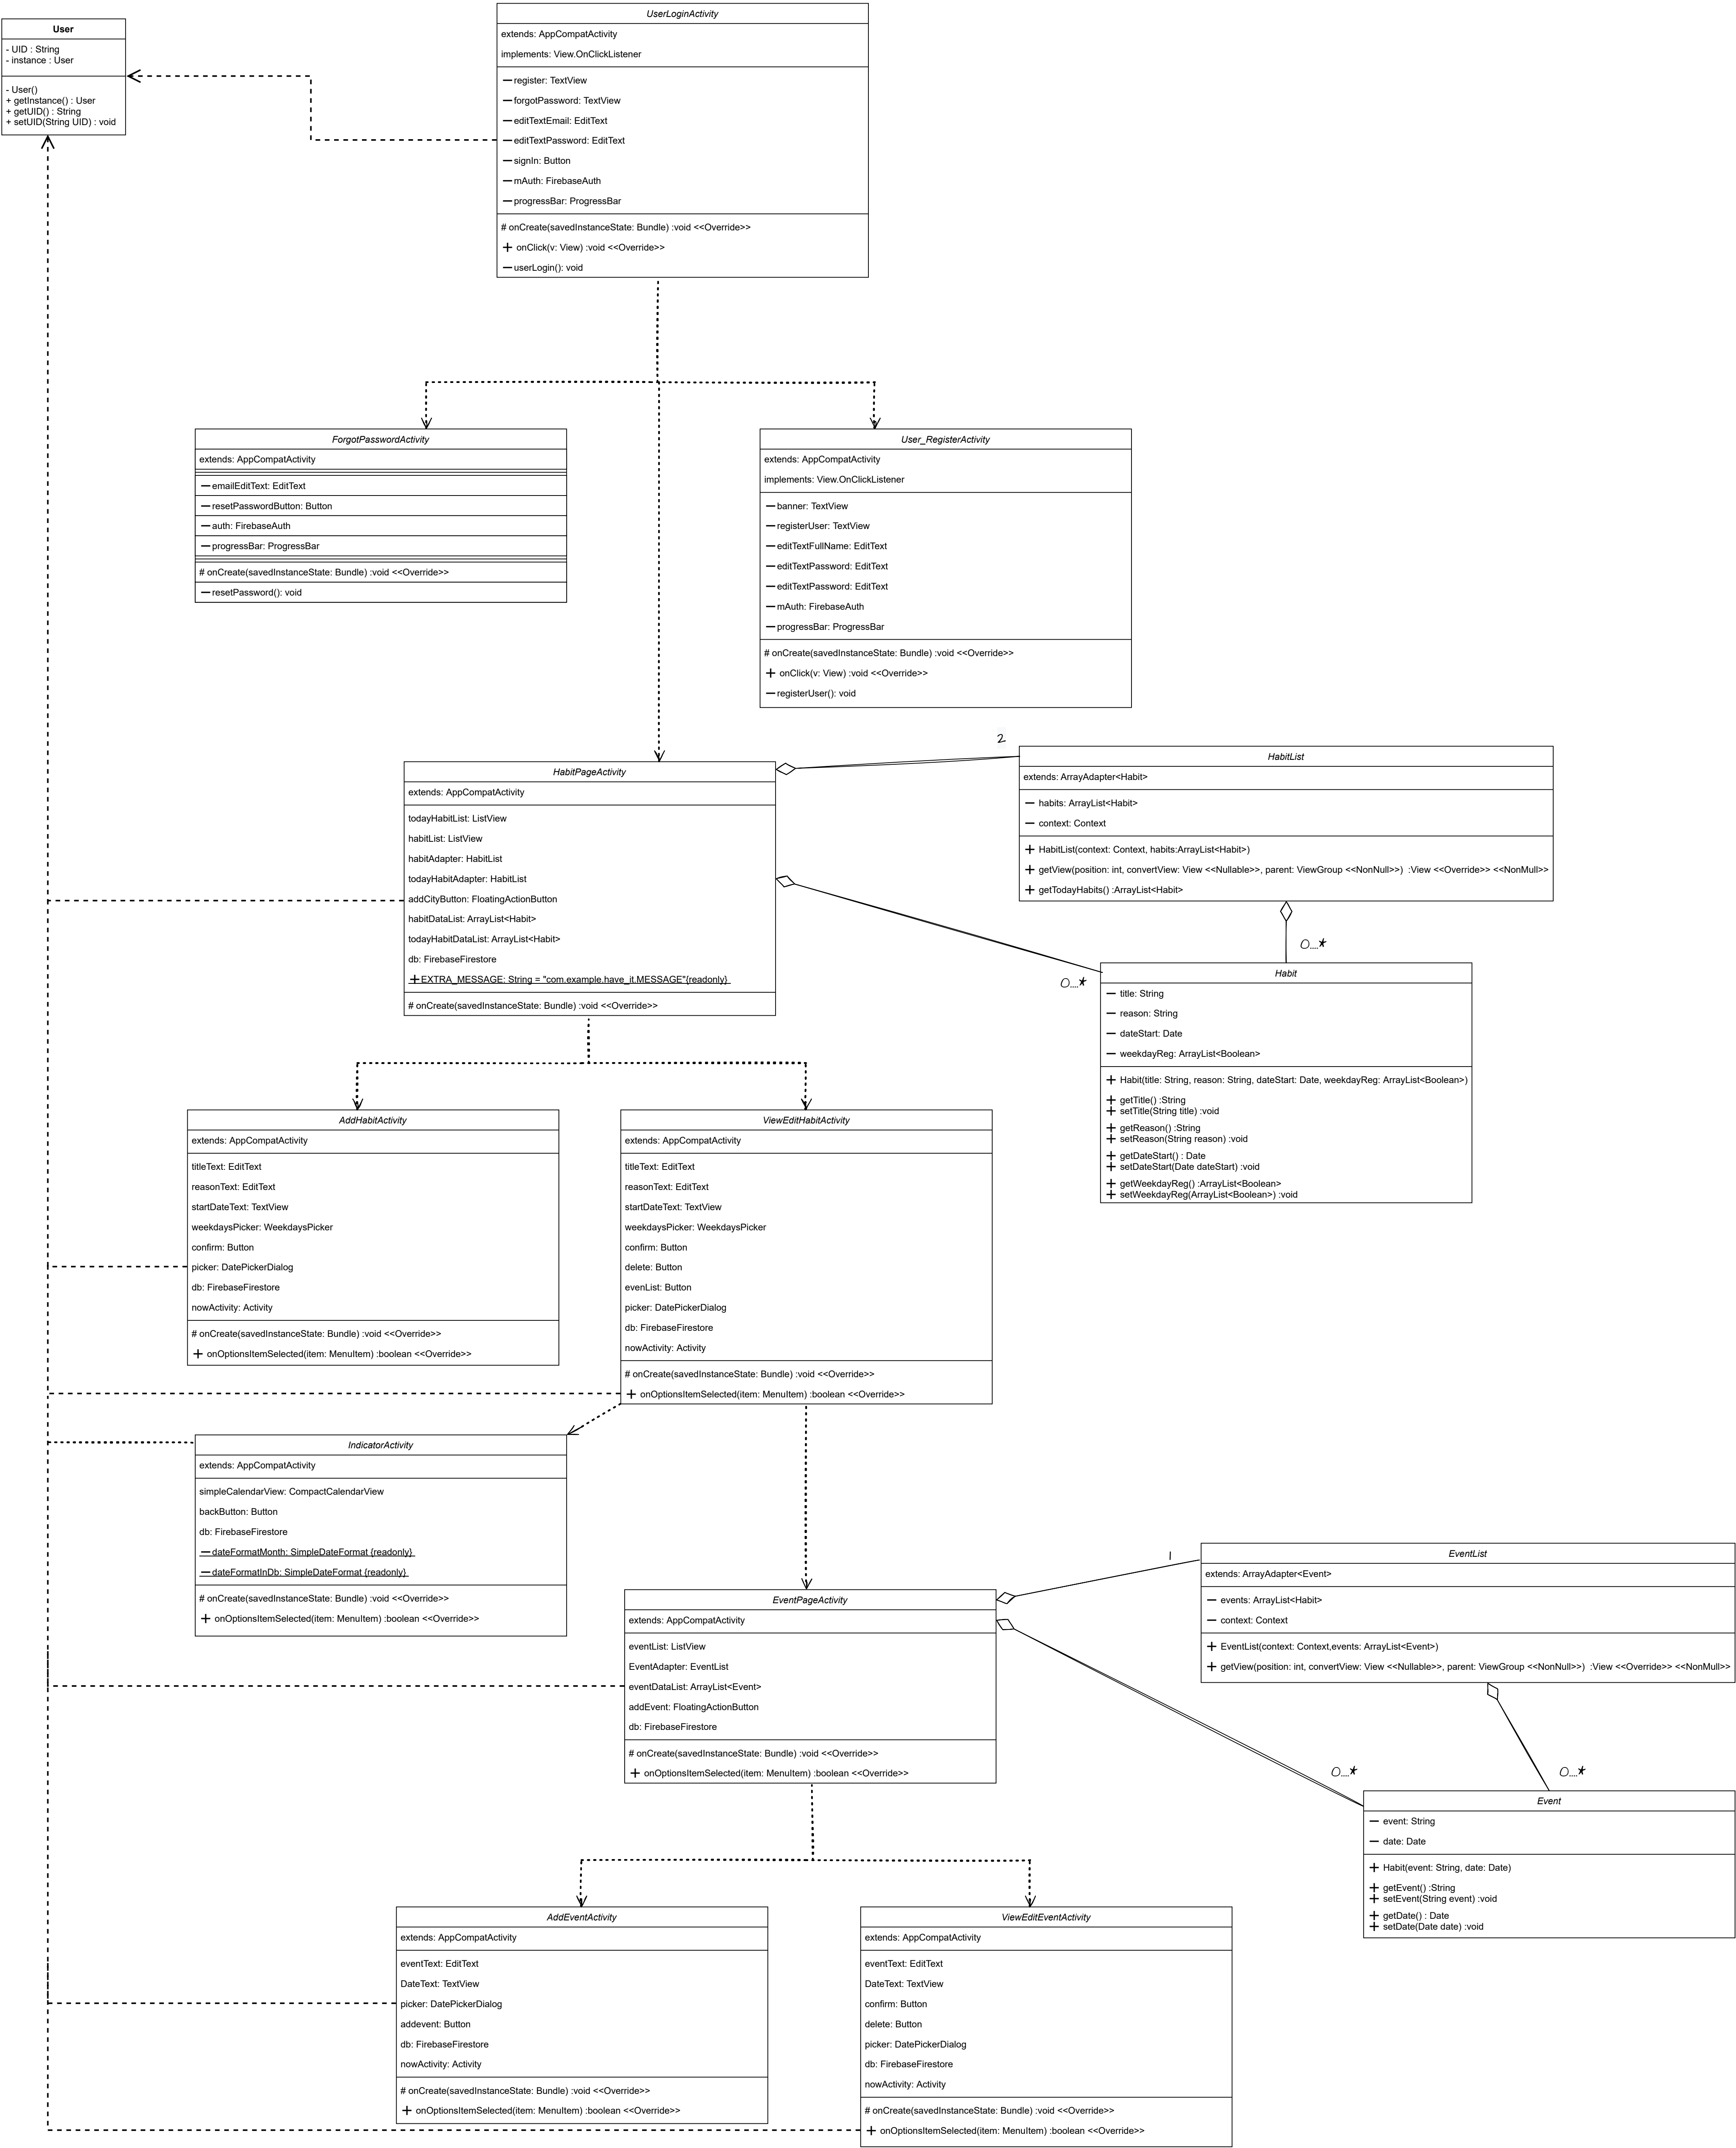 User
- UID : String
- instance : User
- User()
+ getInstance() : User
+ getUID() : String
+ setUID(String UID) : void
UserLoginActivity
extends: AppCompatActivity
implements: View.OnClickListener
— register: TextView
— forgotPassword: TextView
— editTextEmail: EditText
— editTextPassword: EditText
— signIn: Button
— mAuth: FirebaseAuth
— progressBar: ProgressBar
# onCreate(savedInstanceState: Bundle) :void <<Override>>
+ onClick(v: View) :void <<Override>>
— userLogin(): void
ForgotPasswordActivity
extends: AppCompatActivity
— emailEditText: EditText
— resetPasswordButton: Button
— auth: FirebaseAuth
— progressBar: ProgressBar
# onCreate(savedInstanceState: Bundle) :void <<Override>>
— resetPassword(): void
User_RegisterActivity
extends: AppCompatActivity
implements: View.OnClickListener
— banner: TextView
— registerUser: TextView
— editTextFullName: EditText
— editTextPassword: EditText
— editTextPassword: EditText
— mAuth: FirebaseAuth
— progressBar: ProgressBar
# onCreate(savedInstanceState: Bundle) :void <<Override>>
+ onClick(v: View) :void <<Override>>
— registerUser(): void
HabitPageActivity
extends: AppCompatActivity
todayHabitList: ListView
habitList: ListView
habitAdapter: HabitList
todayHabitAdapter: HabitList
addCityButton: FloatingActionButton
habitDataList: ArrayList<Habit>
todayHabitDataList: ArrayList<Habit>
db: FirebaseFirestore
+ EXTRA_MESSAGE: String = "com.example.have_it.MESSAGE"{readonly}
# onCreate(savedInstanceState: Bundle) :void <<Override>>
2
HabitList
extends: ArrayAdapter<Habit>
— habits: ArrayList<Habit>
— context: Context
+ HabitList(context: Context, habits:ArrayList<Habit>)
+ getView(position: int, convertView: View <<Nullable>>, parent: ViewGroup <<NonNull>>) :View <<Override>> <<NonMull>>
+ getTodayHabits() :ArrayList<Habit>
0...*
0...*
Habit
— title: String
— reason: String
— dateStart: Date
— weekdayReg: ArrayList<Boolean>
+ Habit(title: String, reason: String, dateStart: Date, weekdayReg: ArrayList<Boolean>)
+ getTitle() :String
+ setTitle(String title) :void
+ getReason() :String
+ setReason(String reason) :void
+ getDateStart() : Date
+ setDateStart(Date dateStart) :void
+ getWeekdayReg() :ArrayList<Boolean>
+ setWeekdayReg(ArrayList<Boolean>) :void
AddHabitActivity
extends: AppCompatActivity
titleText: EditText
reasonText: EditText
startDateText: TextView
weekdaysPicker: WeekdaysPicker
confirm: Button
picker: DatePickerDialog
db: FirebaseFirestore
nowActivity: Activity
# onCreate(savedInstanceState: Bundle) :void <<Override>>
+ onOptionsItemSelected(item: MenuItem) :boolean <<Override>>
ViewEditHabitActivity
extends: AppCompatActivity
titleText: EditText
reasonText: EditText
startDateText: TextView
weekdaysPicker: WeekdaysPicker
confirm: Button
delete: Button
evenList: Button
picker: DatePickerDialog
db: FirebaseFirestore
nowActivity: Activity
# onCreate(savedInstanceState: Bundle) :void <<Override>>
+ onOptionsItemSelected(item: MenuItem) :boolean <<Override>>
IndicatorActivity
extends: AppCompatActivity
simpleCalendarView: CompactCalendarView
backButton: Button
db: FirebaseFirestore
— dateFormatMonth: SimpleDateFormat {readonly}
— dateFormatInDb: SimpleDateFormat {readonly}
# onCreate(savedInstanceState: Bundle) :void <<Override>>
+ onOptionsItemSelected(item: MenuItem) :boolean <<Override>>
EventPageActivity
extends: AppCompatActivity
eventList: ListView
EventAdapter: EventList
eventDataList: ArrayList<Event>
addEvent: FloatingActionButton
db: FirebaseFirestore
# onCreate(savedInstanceState: Bundle) :void <<Override>>
+ onOptionsItemSelected(item: MenuItem) :boolean <<Override>>
1
EventList
extends: ArrayAdapter<Event>
— events: ArrayList<Habit>
— context: Context
+ EventList(context: Context,events: ArrayList<Event>)
+ getView(position: int, convertView: View <<Nullable>>, parent: ViewGroup <<NonNull>>) :View <<Override>> <<NonMull>>
0...*
0...*
Event
— event: String
— date: Date
+ Habit(event: String, date: Date)
+ getEvent() :String
+ setEvent(String event) :void
+ getDate() : Date
+ setDate(Date date) :void
AddEventActivity
extends: AppCompatActivity
eventText: EditText
DateText: TextView
picker: DatePickerDialog
addevent: Button
db: FirebaseFirestore
nowActivity: Activity
# onCreate(savedInstanceState: Bundle) :void <<Override>>
+ onOptionsItemSelected(item: MenuItem) :boolean <<Override>>
ViewEditEventActivity
extends: AppCompatActivity
eventText: EditText
DateText: TextView
confirm: Button
delete: Button
picker: DatePickerDialog
db: FirebaseFirestore
nowActivity: Activity
# onCreate(savedInstanceState: Bundle) :void <<Override>>
+ onOptionsItemSelected(item: MenuItem) :boolean <<Override>>